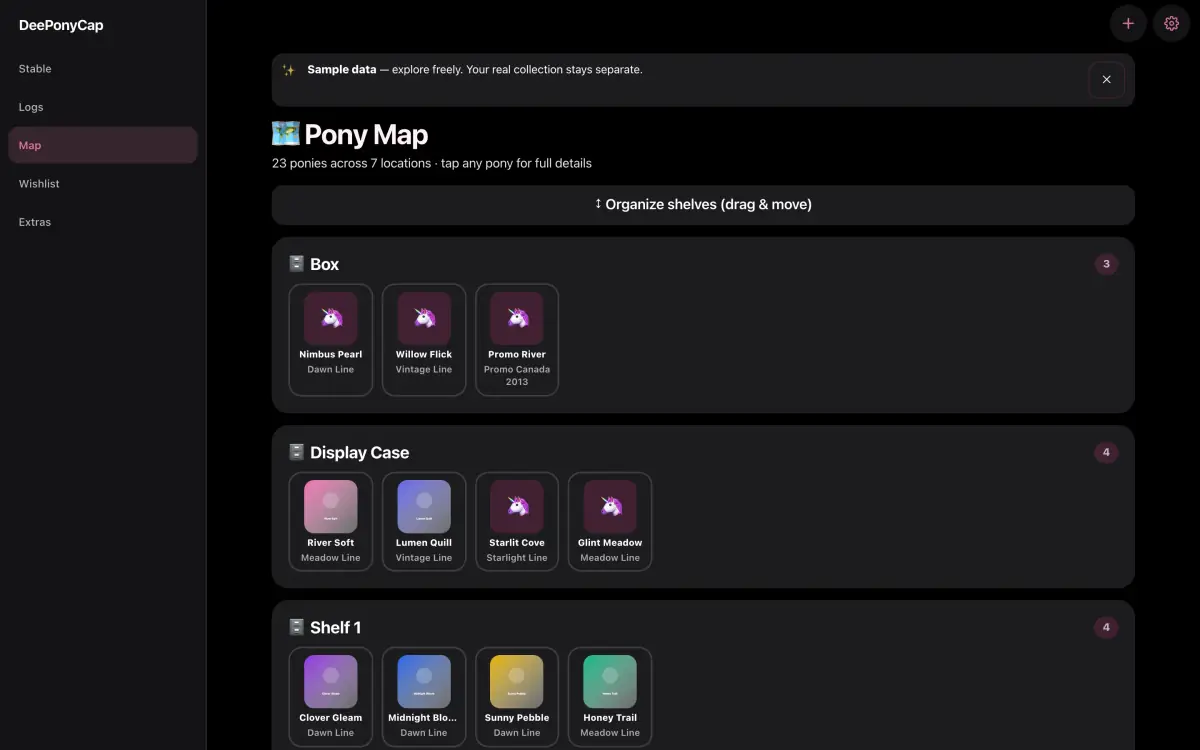 DeePonyCap
Stable
Logs
Map
Wishlist
Extras
Sample data — explore freely. Your real collection stays separate.
Pony Map
23 ponies across 7 locations · tap any pony for full details
↕ Organize shelves (drag & move)
Box
3
Nimbus Pearl
Dawn Line
Willow Flick
Vintage Line
Promo River
Promo Canada
2013
Display Case
4
River Soft
Meadow Line
Lumen Quill
Vintage Line
Starlit Cove
Starlight Line
Glint Meadow
Meadow Line
Shelf 1
4
Clover Gleam
Dawn Line
Midnight Blo...
Dawn Line
Sunny Pebble
Dawn Line
Honey Trail
Meadow Line